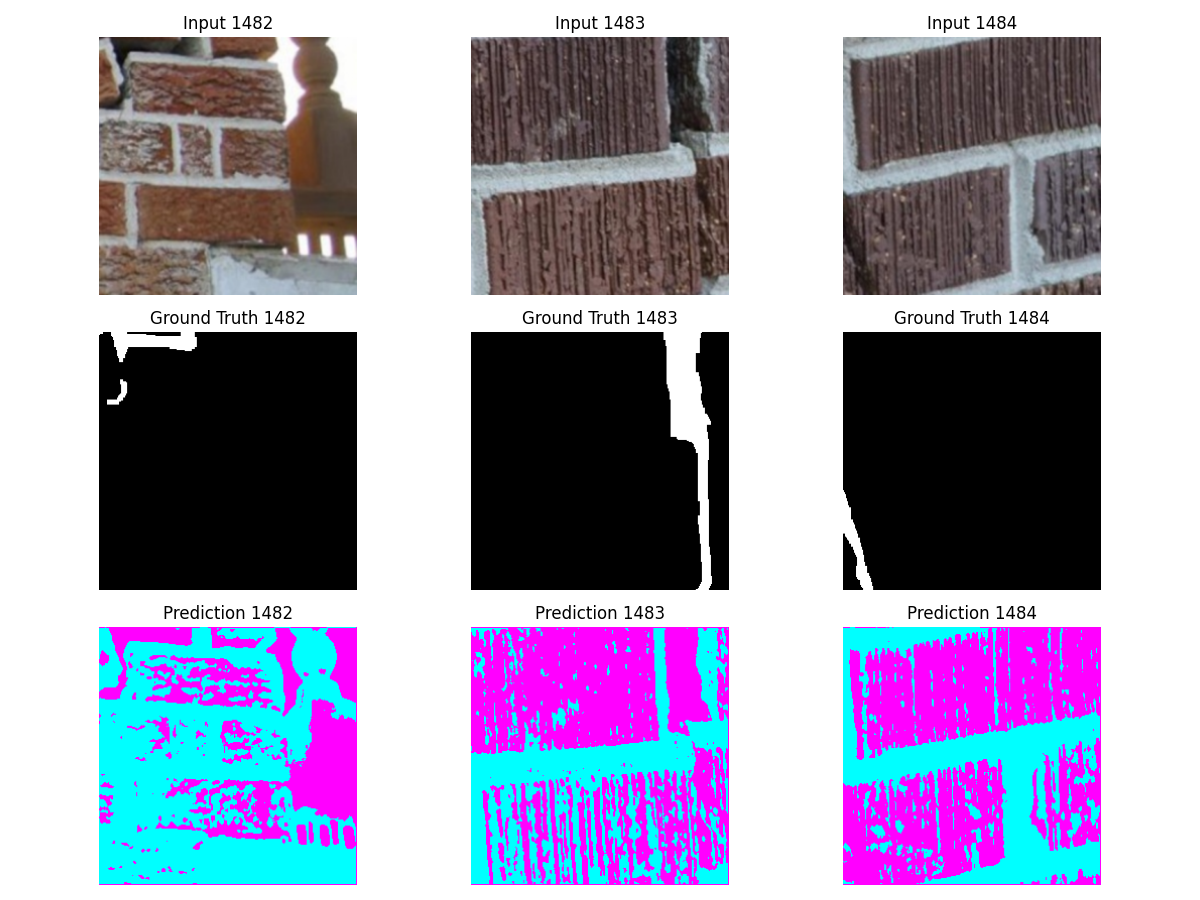 Input 1482
Input 1483
Input 1484
Ground Truth 1482
Ground Truth 1483
Ground Truth 1484
Prediction 1482
Prediction 1483
Prediction 1484